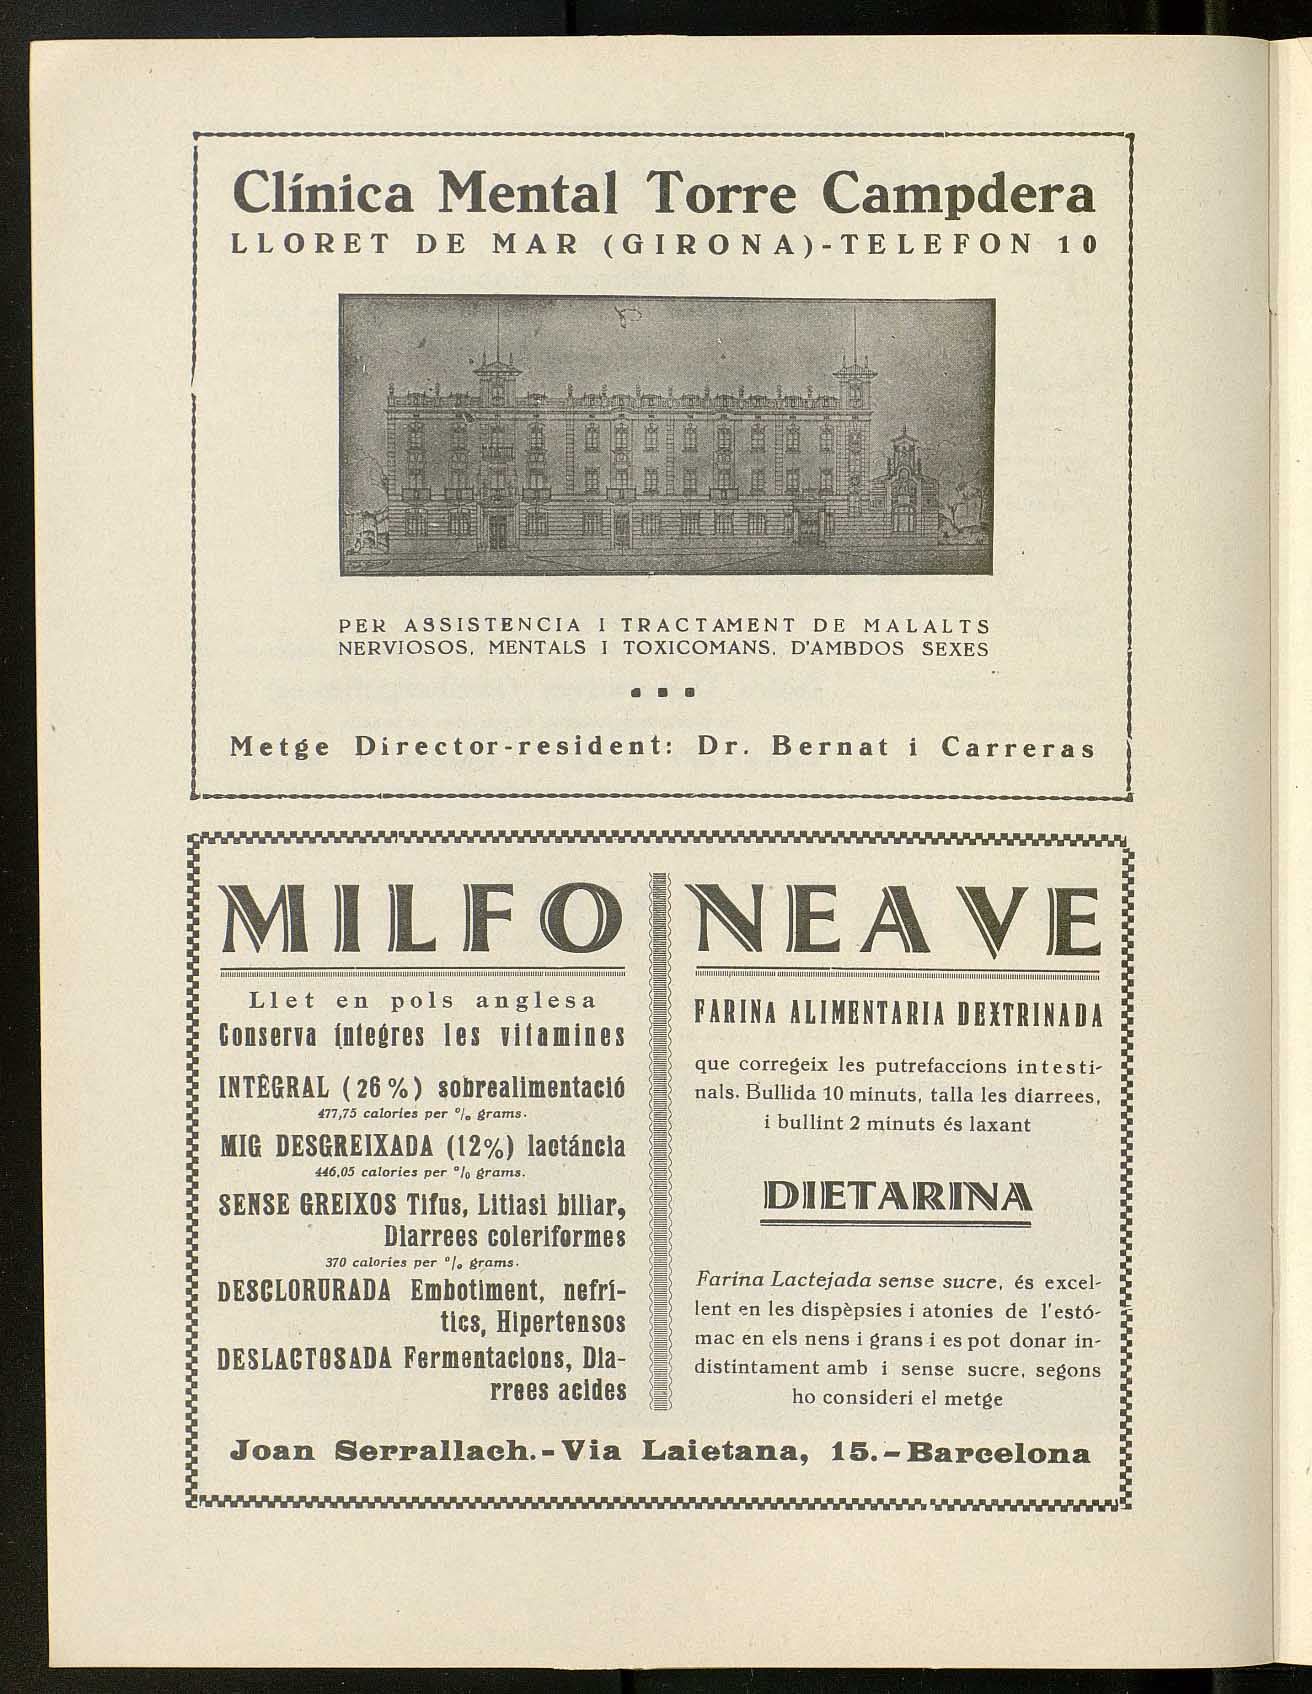 Clínica Mental Torre Campdera
LLORET DE MAR (GIRONA)-TELEFON 10
PER ASSISTENCIA I TRACTAMENT DE MALALTS
NERVIOSOS, MENTALS I TOXICOMANS, D'AMBDOS SEXES
Metge Director-resident: Dr. Bernat i Carreras
MILFO
Llet en pols anglesa
Conserva íntegres les vitamines
INTEGRAL (26%) sobrealimentació
477,75 calories per % grams.
MIG DESGREIXADA (12%) lactáncia
446,05 calories per % grams.
SENSE GREIXOS Tifus, Litiasi biliar,
Diarrees coleriformes
370 calories per % grams.
DESCLORURADA Embotiment, nefrí-
tics, Hipertensos
DESLACTOSADA Fermentacions, Dia-
rrees acides
NEAVE
FARINA ALIMENTARIA DEXTRINADA
que corregeix les putrefaccions intesti-
nals. Bullida 10 minuts, talla les diarrees,
i bullint 2 minuts és laxant
DIETARINA
Farina Lactejada sense sucre, és excel-
lent en les dispèpsies i atonies de l'estó-
mac en els nens i grans i es pot donar in-
distintament amb i sense sucre, segons
ho consideri el metge
Joan Serrallach.-Via Laietana, 15.-Barcelona